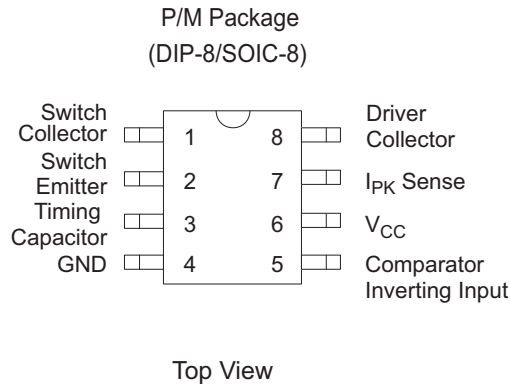 P/M Package
(DIP-8/SOIC-8)
Switch
Collector
1
8
Driver
Collector
Switch
Emitter
2
7
IPK Sense
Timing
Capacitor
3
6
VCC
GND
4
5
Comparator
Inverting Input
Top View